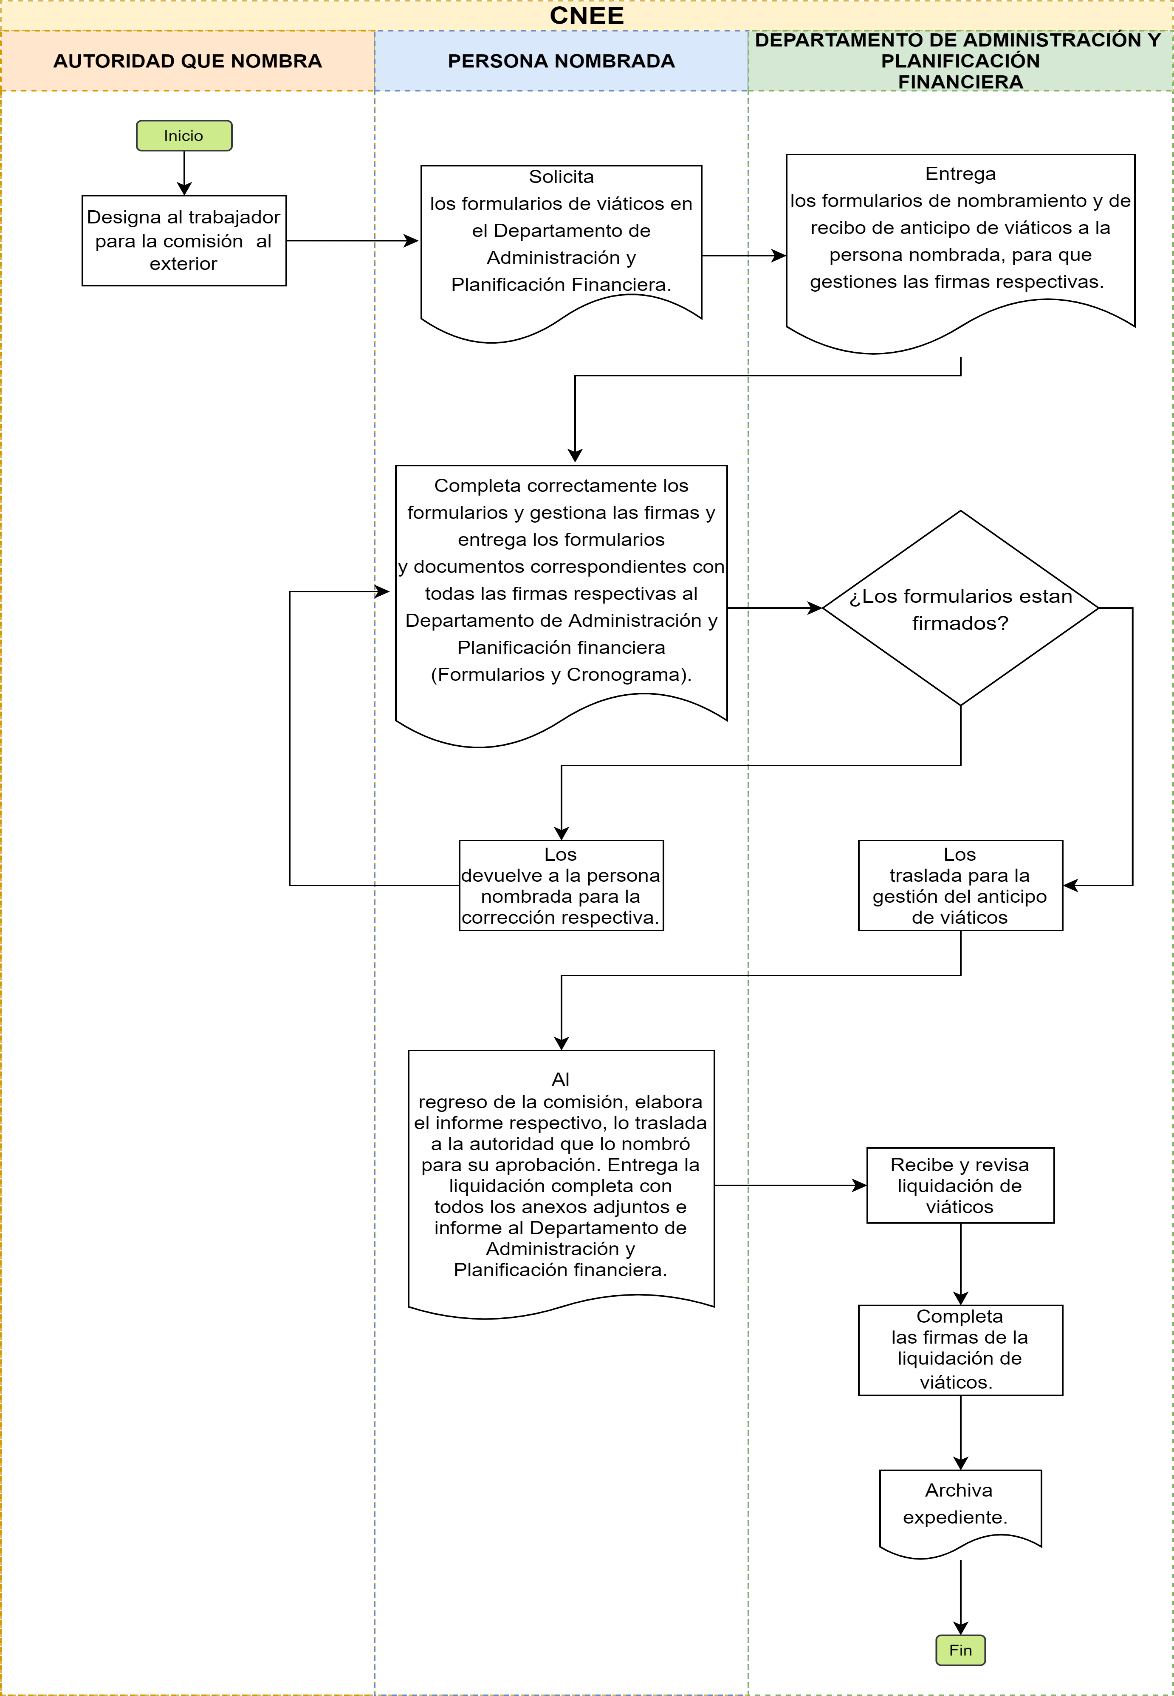 CNEE
AUTORIDAD QUE NOMBRA
PERSONA NOMBRADA
DEPARTAMENTO DE ADMINISTRACIÓN Y
PLANIFICACIÓN
FINANCIERA
Inicio
Designa al trabajador
para la comisión al
exterior
Solicita
los formularios de viáticos en
el Departamento de
Administración y
Planificación Financiera.
Entrega
los formularios de nombramiento y de
recibo de anticipo de viáticos a la
persona nombrada, para que
gestiones las firmas respectivas.
Completa correctamente los
formularios y gestiona las firmas y
entrega los formularios
y documentos correspondientes con
todas las firmas respectivas al
Departamento de Administración y
Planificación financiera
(Formularios y Cronograma).
¿Los formularios estan
firmados?
Los
devuelve a la persona
nombrada para la
corrección respectiva.
Los
traslada para la
gestión del anticipo
de viáticos
Al
regreso de la comisión, elabora
el informe respectivo, lo traslada
a la autoridad que lo nombró
para su aprobación. Entrega la
liquidación completa con
todos los anexos adjuntos e
informe al Departamento de
Administración y
Planificación financiera.
Recibe y revisa
liquidación de
viáticos
Completa
las firmas de la
liquidación de
viáticos.
Archiva
expediente.
Fin